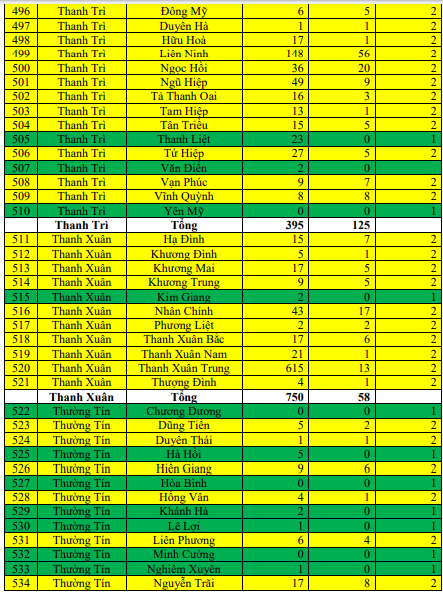 496 Thanh Trì Đông Mỹ 6 5 2
497 Thanh Trì Duyên Hà 1 1 2
498 Thanh Trì Hữu Hoà 17 1 2
499 Thanh Trì Liên Ninh 148 56 2
500 Thanh Trì Ngọc Hồi 36 20 2
501 Thanh Trì Ngũ Hiệp 49 9 2
502 Thanh Trì Tả Thanh Oai 16 3 2
503 Thanh Trì Tam Hiệp 13 1 2
504 Thanh Trì Tân Triều 15 5 2
505 Thanh Trì Thanh Liệt 23 0 1
506 Thanh Trì Tứ Hiệp 27 5 2
507 Thanh Trì Văn Điển 2 0
508 Thanh Trì Vạn Phúc 9 7 2
509 Thanh Trì Vĩnh Quỳnh 8 8 2
510 Thanh Trì Yên Mỹ 0 0 1
Thanh Trì Tổng 395 125
511 Thanh Xuân Hạ Đình 15 7 2
512 Thanh Xuân Khương Đình 5 1 2
513 Thanh Xuân Khương Mai 17 5 2
514 Thanh Xuân Khương Trung 9 5 2
515 Thanh Xuân Kim Giang 2 0 1
516 Thanh Xuân Nhân Chính 43 17 2
517 Thanh Xuân Phương Liệt 2 2 2
518 Thanh Xuân Thanh Xuân Bắc 17 6 2
519 Thanh Xuân Thanh Xuân Nam 21 1 2
520 Thanh Xuân Thanh Xuân Trung 615 13 2
521 Thanh Xuân Thượng Đình 4 1 2
Thanh Xuân Tổng 750 58
522 Thường Tín Chương Dương 0 0 1
523 Thường Tín Dũng Tiến 5 2 2
524 Thường Tín Duyên Thái 1 1 2
525 Thường Tín Hà Hồi 5 0 1
526 Thường Tín Hiền Giang 9 6 2
527 Thường Tín Hòa Bình 0 0 1
528 Thường Tín Hồng Vân 4 1 2
529 Thường Tín Khánh Hà 2 0 1
530 Thường Tín Lê Lợi 1 0 1
531 Thường Tín Liên Phương 6 4 2
532 Thường Tín Minh Cường 0 0 1
533 Thường Tín Nghiêm Xuyên 1 0 1
534 Thường Tín Nguyễn Trãi 17 8 2